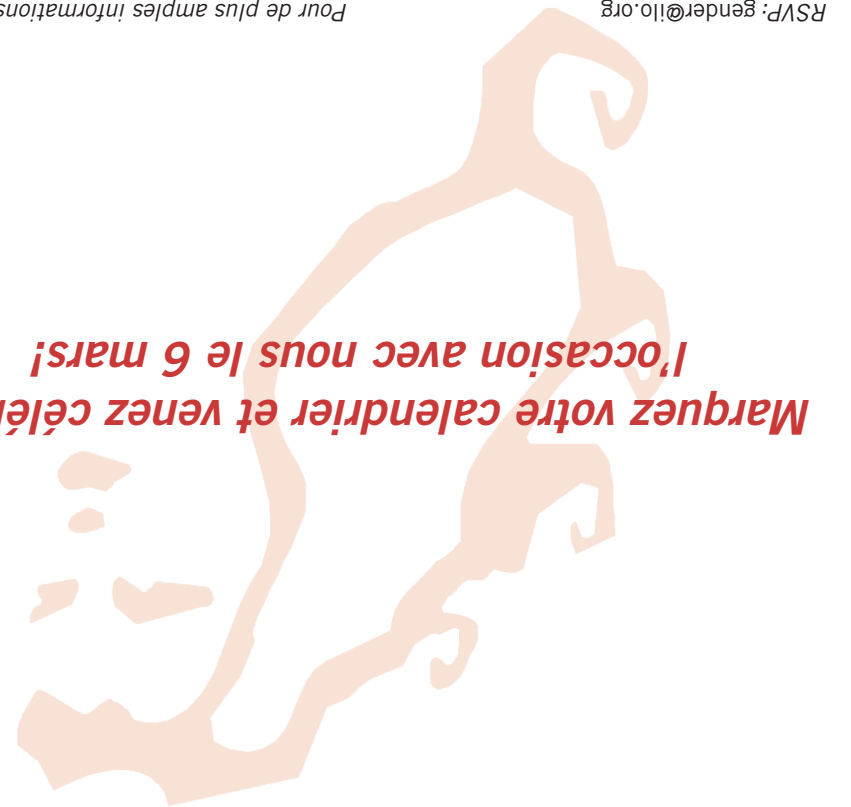 Marquez votre calendrier et venez célé
l'occasion avec nous le 6 mars!
RSVP: gender@ilo.org Pour de plus amples informations